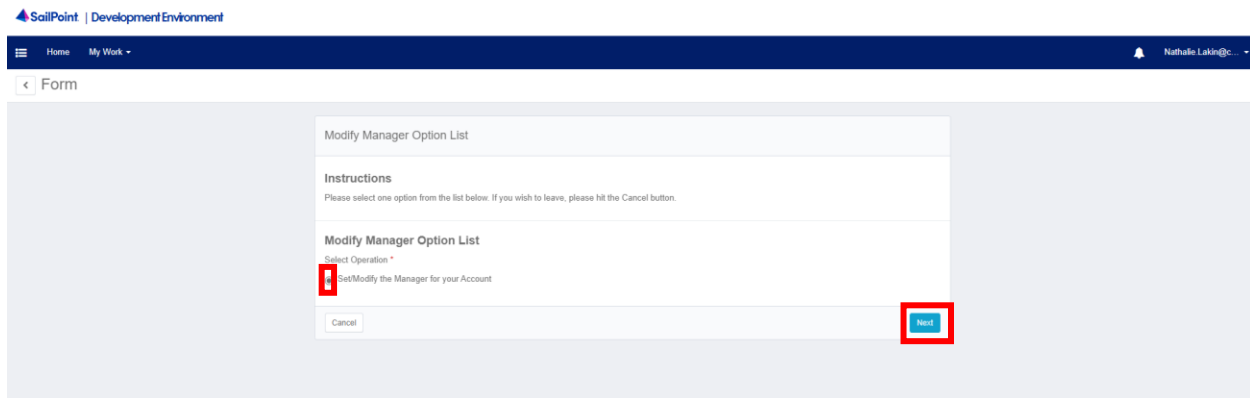 SailPoint. | Development Environment
Home My Work
Nathalie.Lakin@c...
Form
Modify Manager Option List
Instructions
Please select one option from the list below. If you wish to leave, please hit the Cancel button.
Modify Manager Option List
Select Operation *
Set/Modify the Manager for your Account
Cancel
Next